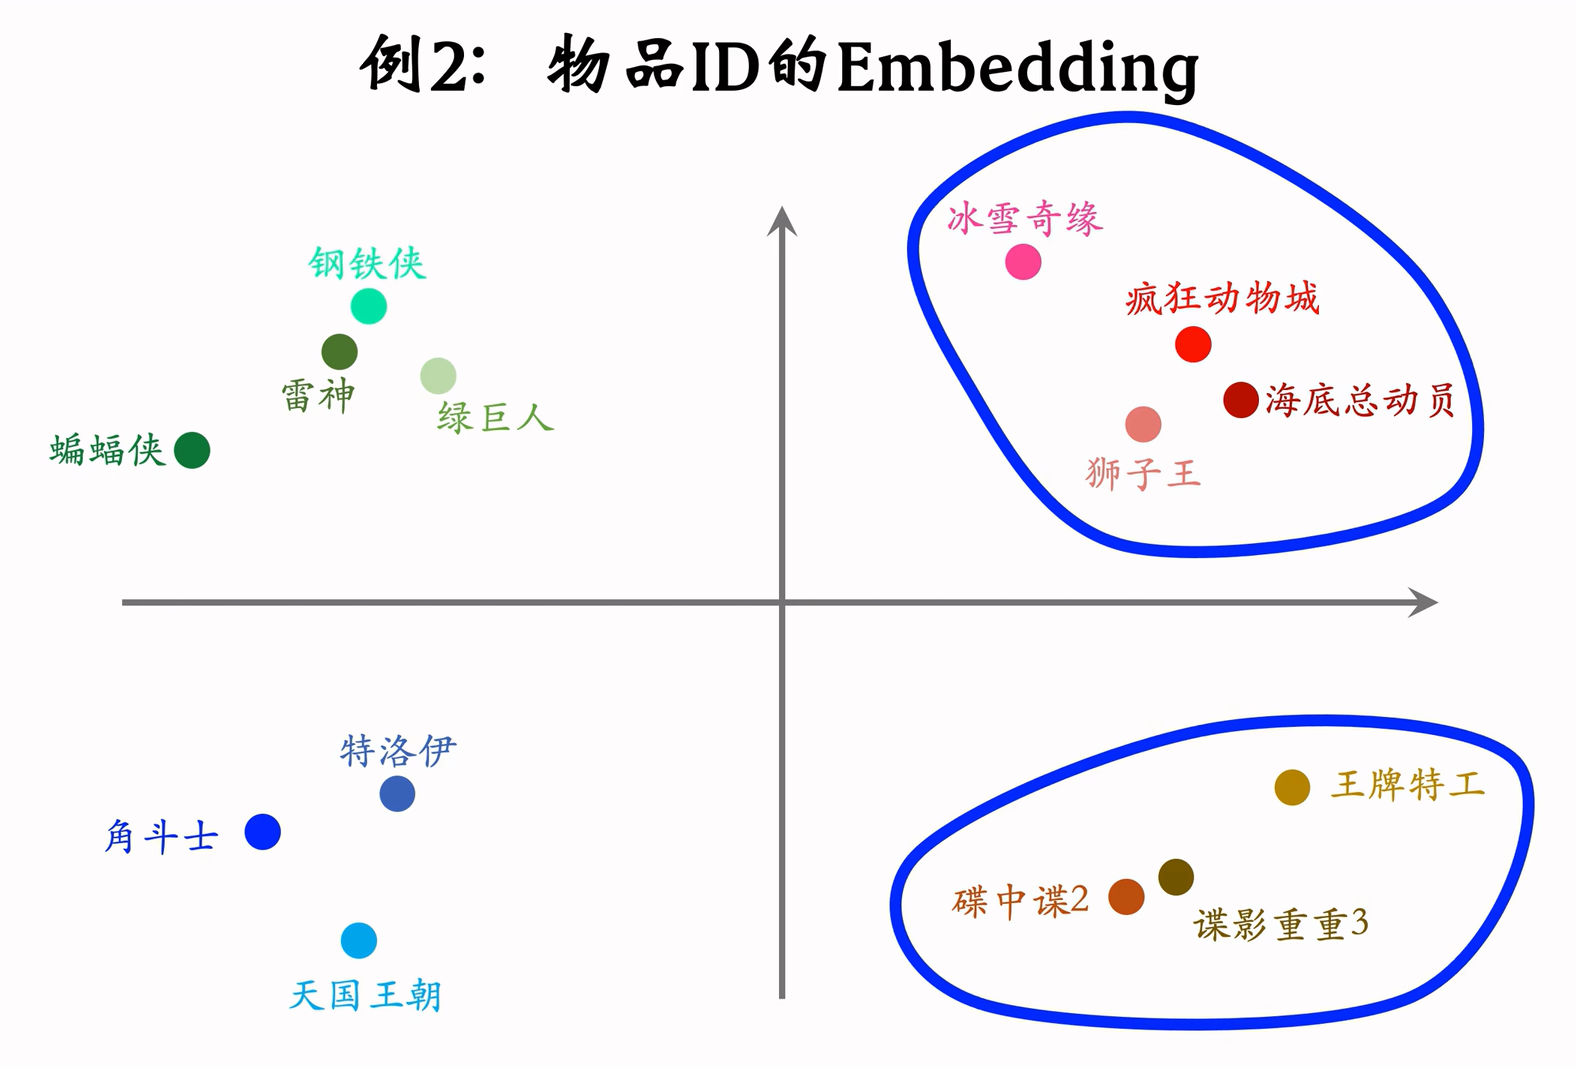 例2： 物品ID的Embedding
冰雪奇缘
钢铁侠
疯狂动物城
雷神
海底总动员
绿巨人
蝙蝠侠
狮子王
特洛伊
王牌特工
角斗士
碟中谍2
谍影重重3
天国王朝